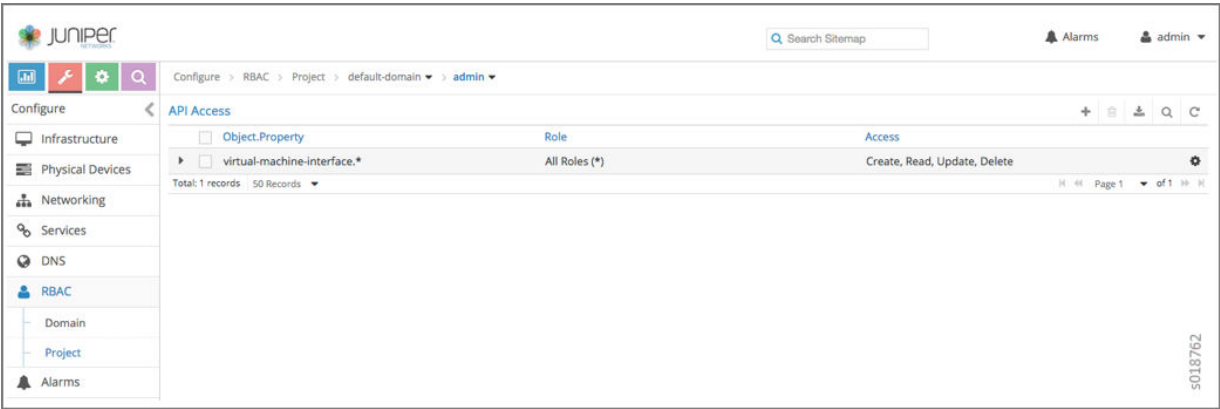 JUNIPER
NETWORKS
Search Sitemap
Alarms
admin
Configure > RBAC > Project > default-domain > admin
Configure
API Access
Object.Property Role Access
virtual-machine-interface.* All Roles (*) Create, Read, Update, Delete
Total: 1 records 50 Records Page 1 of 1
Infrastructure
Physical Devices
Networking
Services
DNS
RBAC
Domain
Project
Alarms
s018762